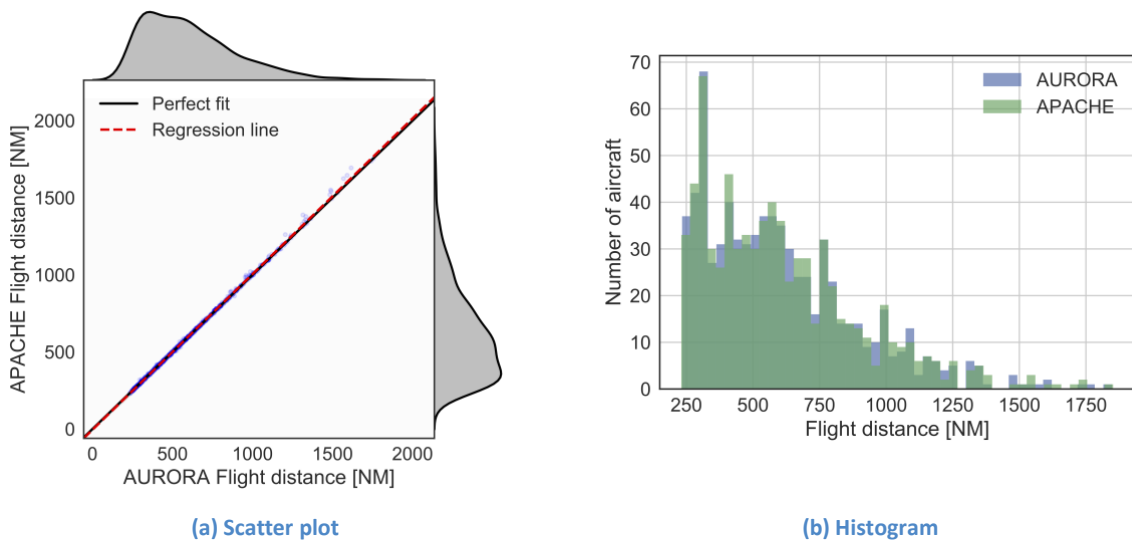 Perfect fit
Regression line
2000
1500
1000
500
0
APACHE Flight distance [NM]
0 500 1000 1500 2000
AURORA Flight distance [NM]
(a) Scatter plot
AURORA
APACHE
70
60
50
40
30
20
10
0
Number of aircraft
250 500 750 1000 1250 1500 1750
Flight distance [NM]
(b) Histogram